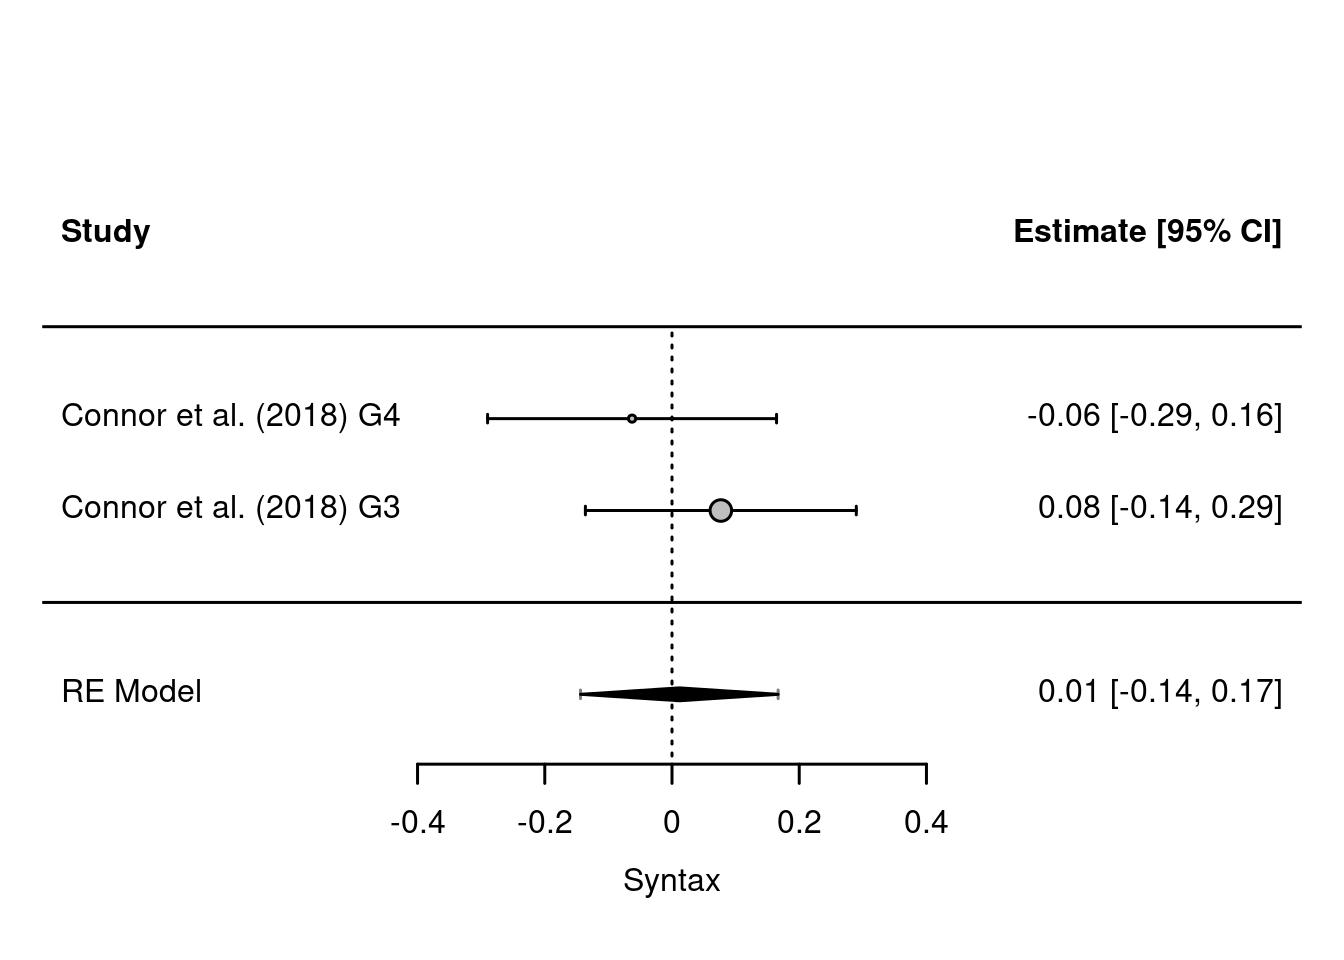 Study Estimate [95% CI]
Connor et al. (2018) G4 -0.06 [-0.29, 0.16]
Connor et al. (2018) G3 0.08 [-0.14, 0.29]
RE Model 0.01 [-0.14, 0.17]
-0.4 -0.2 0 0.2 0.4
Syntax